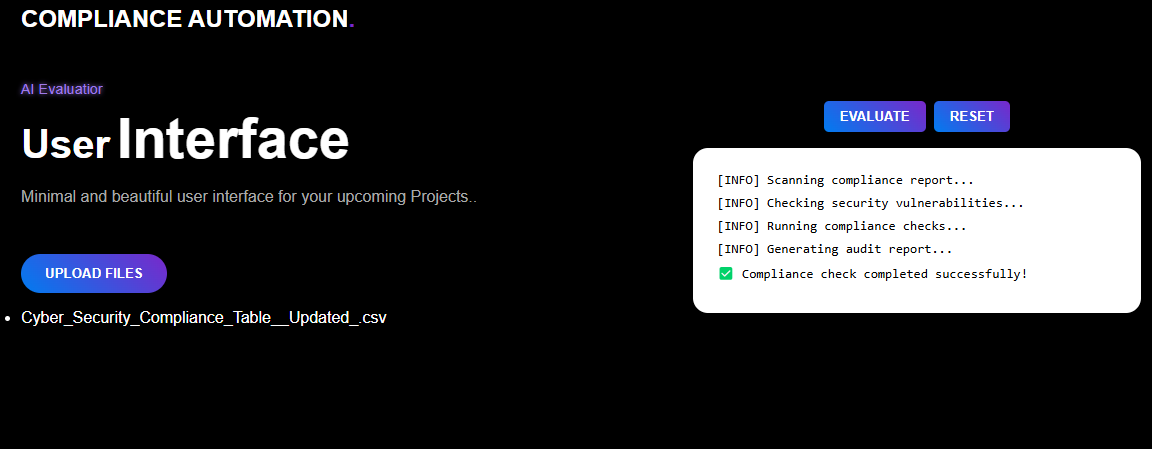 COMPLIANCE AUTOMATION.
AI Evaluatior
User Interface
Minimal and beautiful user interface for your upcoming Projects..
UPLOAD FILES
Cyber_Security_Compliance_Table__Updated_.csv
EVALUATE
RESET
[INFO] Scanning compliance report...
[INFO] Checking security vulnerabilities...
[INFO] Running compliance checks...
[INFO] Generating audit report...
✅ Compliance check completed successfully!